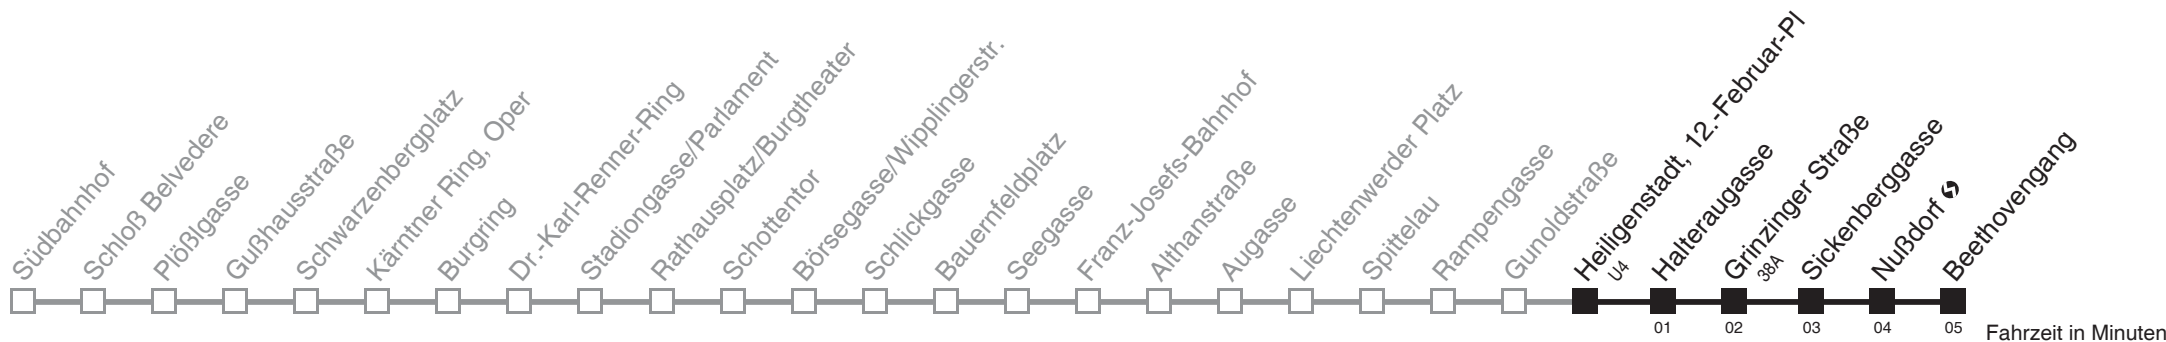 Südbahnhof
Schloß Belvedere
Plößlgasse
Gußhausstraße
Schwarzenbergplatz
Kärntner Ring, Oper
Burgring
Dr.-Karl-Renner-Ring
Stadiongasse/Parlament
Rathausplatz/Burgtheater
Schottentor
Börsegasse/Wipplingerstr.
Schlickgasse
Bauernfeldplatz
Seegasse
Franz-Josefs-Bahnhof
Althanstraße
Augasse
Liechtenwerder Platz
Spittelau
Rampengasse
Gunoldstraße
Heiligenstadt, 12.-Februar-Pl
U4
Halteraugasse
Grinzinger Straße
38A
Sickenberggasse
Nußdorf
Beethovengang
01 02 03 04 05 Fahrzeit in Minuten